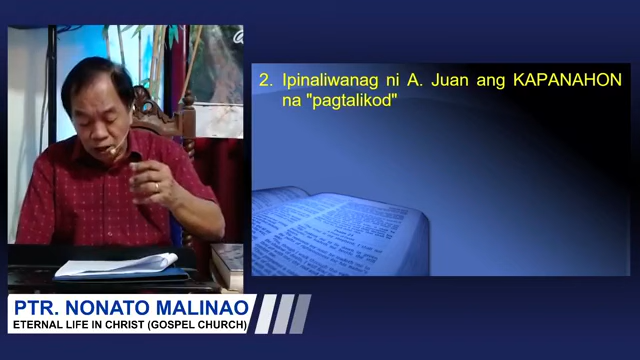 2. Ipinaliwanag ni A. Juan ang KAPANAHON
na "pagtalikod"
PTR. NONATO MALINAO
ETERNAL LIFE IN CHRIST (GOSPEL CHURCH)